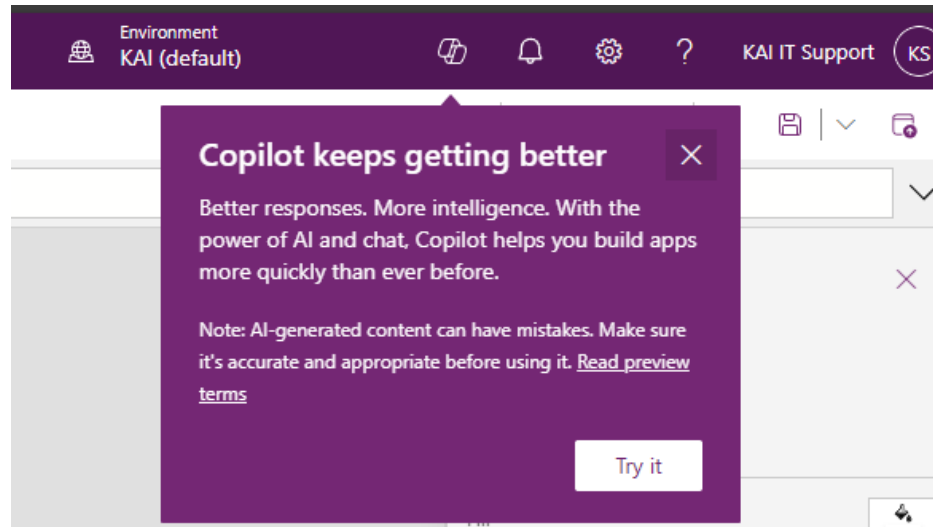 Environment
KAI (default)
?
KAI IT Support
KS
Copilot keeps getting better
Better responses. More intelligence. With the
power of AI and chat, Copilot helps you build apps
more quickly than ever before.
Note: AI-generated content can have mistakes. Make sure
it's accurate and appropriate before using it. Read preview
terms
Try it